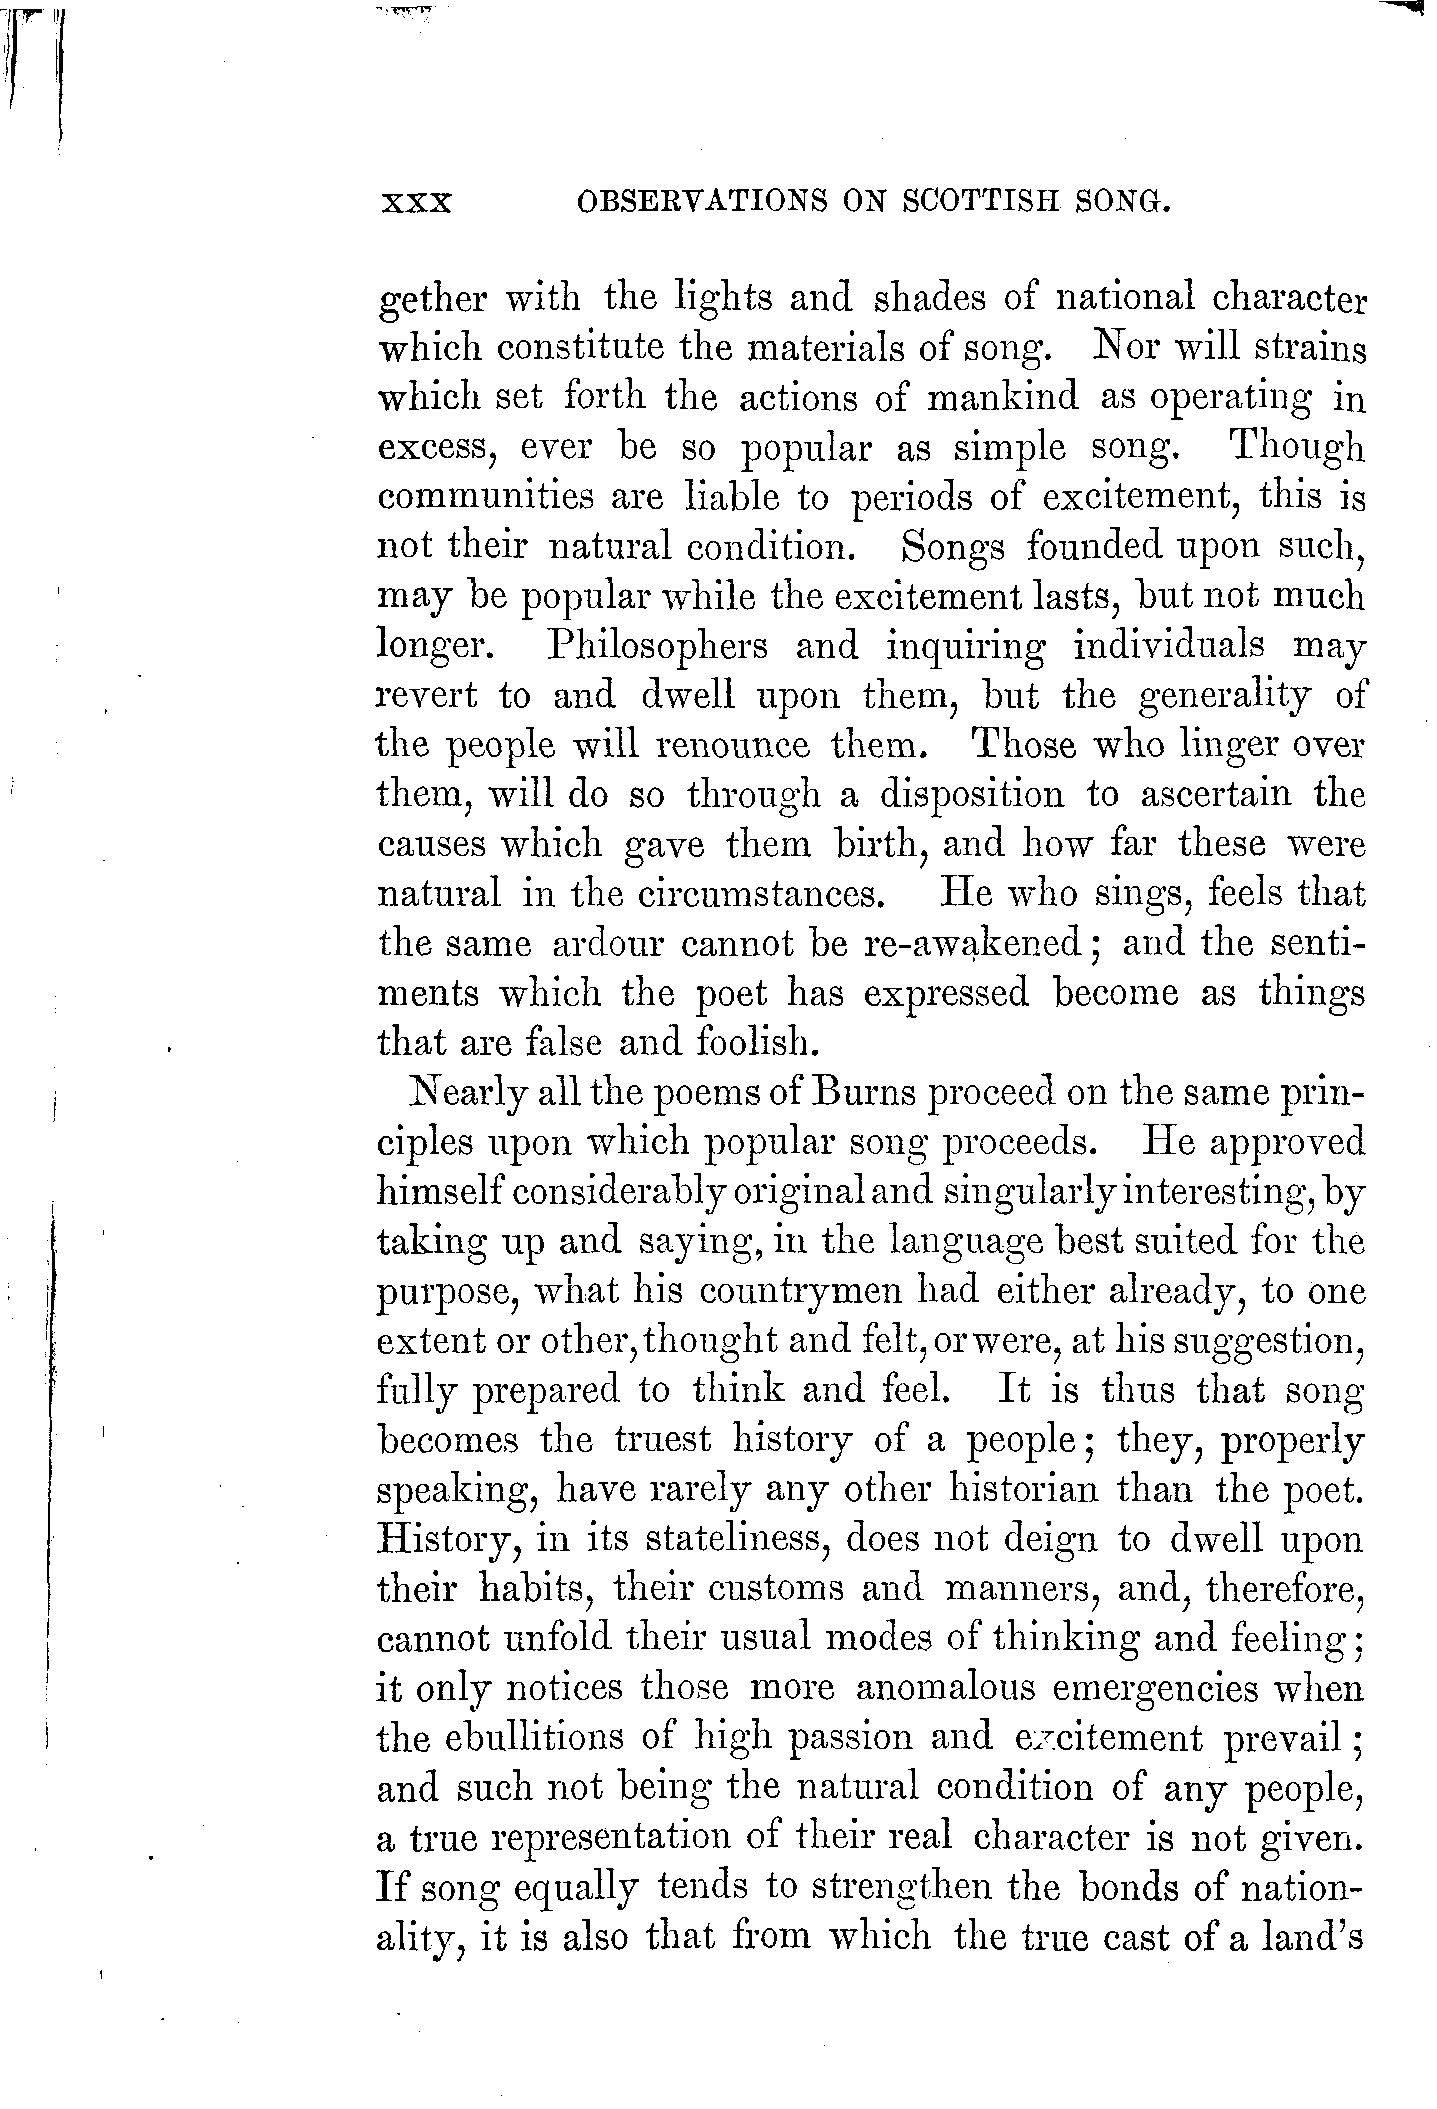 xxx OBSERVATIONS ON SCOTTISH SONG.
gether with the lights and shades of national character
which constitute the materials of song. Nor will strains
which set forth the actions of mankind as operating in
excess, ever be so popular as simple song. Though
communities are liable to periods of excitement, this is
not their natural condition. Songs founded upon such,
may be popular while the excitement lasts, but not much
longer. Philosophers and inquiring individuals may
revert to and dwell upon them, but the generality of
the people will renounce them. Those who linger over
them, will do so through a disposition to ascertain the
causes which gave them birth, and how far these were
natural in the circumstances. He who sings, feels that
the same ardour cannot be re-awakened; and the senti-
ments which the poet has expressed become as things
that are false and foolish.
Nearly all the poems of Burns proceed on the same prin-
ciples upon which popular song proceeds. He approved
himself considerably original and singularly interesting, by
taking up and saying, in the language best suited for the
purpose, what his countrymen had either already, to one
extent or other, thought and felt, or were, at his suggestion,
fully prepared to think and feel. It is thus that song
becomes the truest history of a people; they, properly
speaking, have rarely any other historian than the poet.
History, in its stateliness, does not deign to dwell upon
their habits, their customs and manners, and, therefore,
cannot unfold their usual modes of thinking and feeling;
it only notices those more anomalous emergencies when
the ebullitions of high passion and excitement prevail;
and such not being the natural condition of any people,
a true representation of their real character is not given.
If song equally tends to strengthen the bonds of nation-
ality, it is also that from which the true cast of a land's